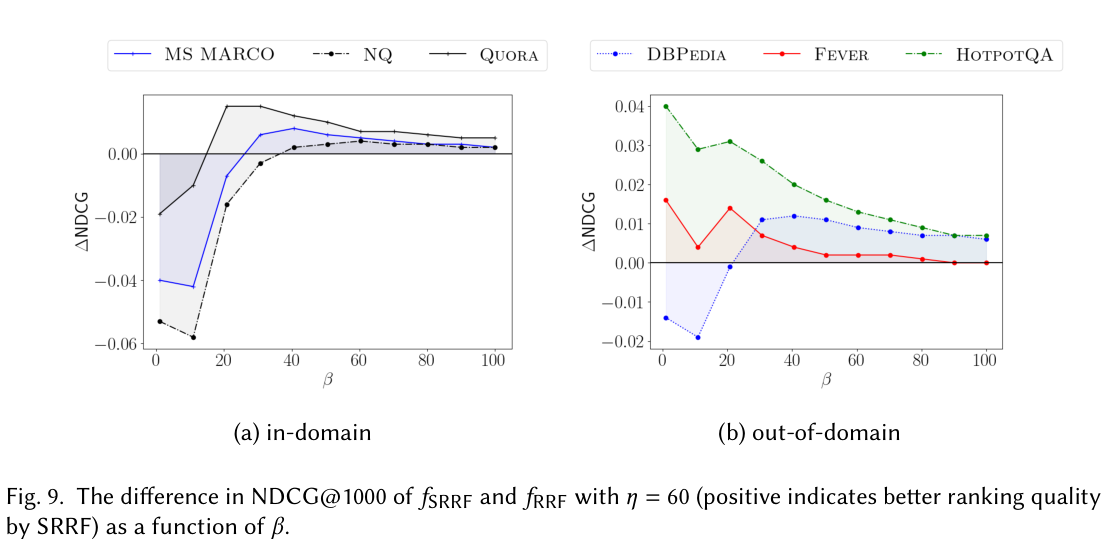 MS MARCO NQ QUORA
DBPEDIA FEVER HOTPOTQA
0.00
−0.02
−0.04
−0.06
ΔNDCG
0 20 40 60 80 100
β
0.04
0.03
0.02
0.01
0.00
−0.01
−0.02
ΔNDCG
0 20 40 60 80 100
β
(a) in-domain
(b) out-of-domain
Fig. 9. The difference in NDCG@1000 of fSRRF and fRRF with η = 60 (positive indicates better ranking quality
by SRRF) as a function of β.